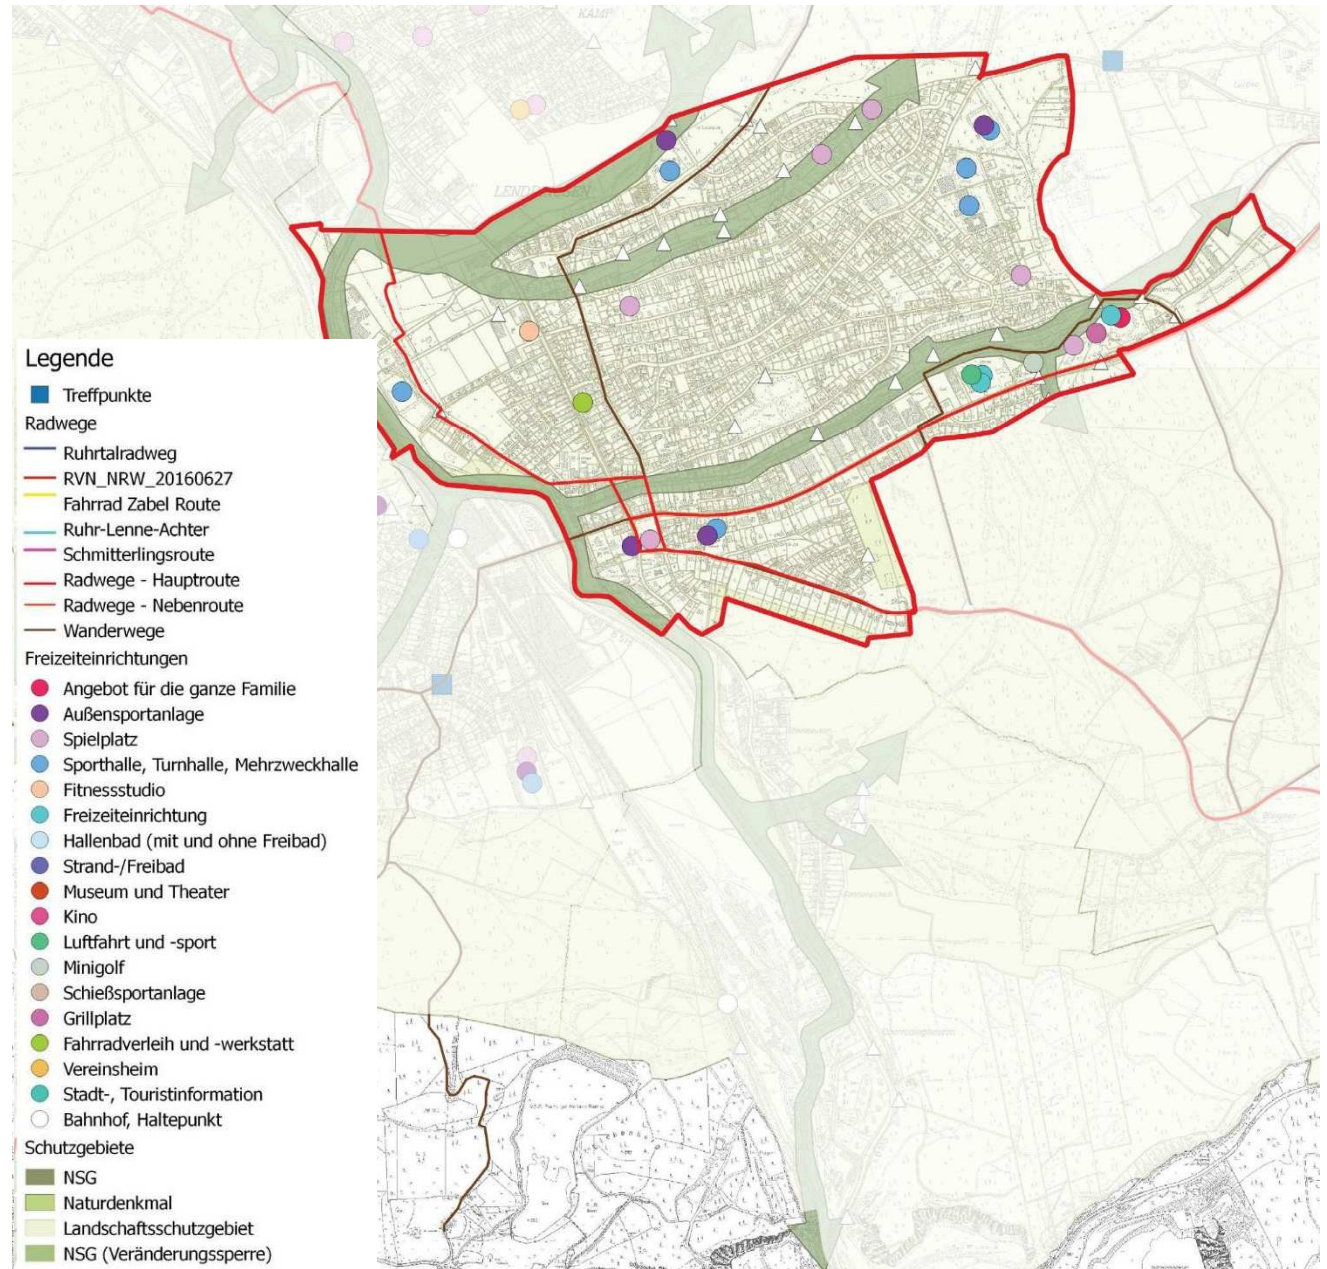 KAMP
Legende
Treffpunkte
Radwege
Ruhrtalradweg
RVN_NRW_20160627
Fahrrad Zabel Route
Ruhr-Lenne-Achter
Schmitterlingsroute
Radwege - Hauptroute
Radwege - Nebenroute
Wanderwege
Freizeiteinrichtungen
Angebot für die ganze Familie
Außensportanlage
Spielplatz
Sporthalle, Turnhalle, Mehrzweckhalle
Fitnessstudio
Freizeiteinrichtung
Hallenbad (mit und ohne Freibad)
Strand-/Freibad
Museum und Theater
Kino
Luftfahrt und -sport
Minigolf
Schießsportanlage
Grillplatz
Fahrradverleih und -werkstatt
Vereinsheim
Stadt-, Touristinformation
Bahnhof, Haltepunkt
Schutzgebiete
NSG
Naturdenkmal
Landschaftsschutzgebiet
NSG (Veränderungssperre)